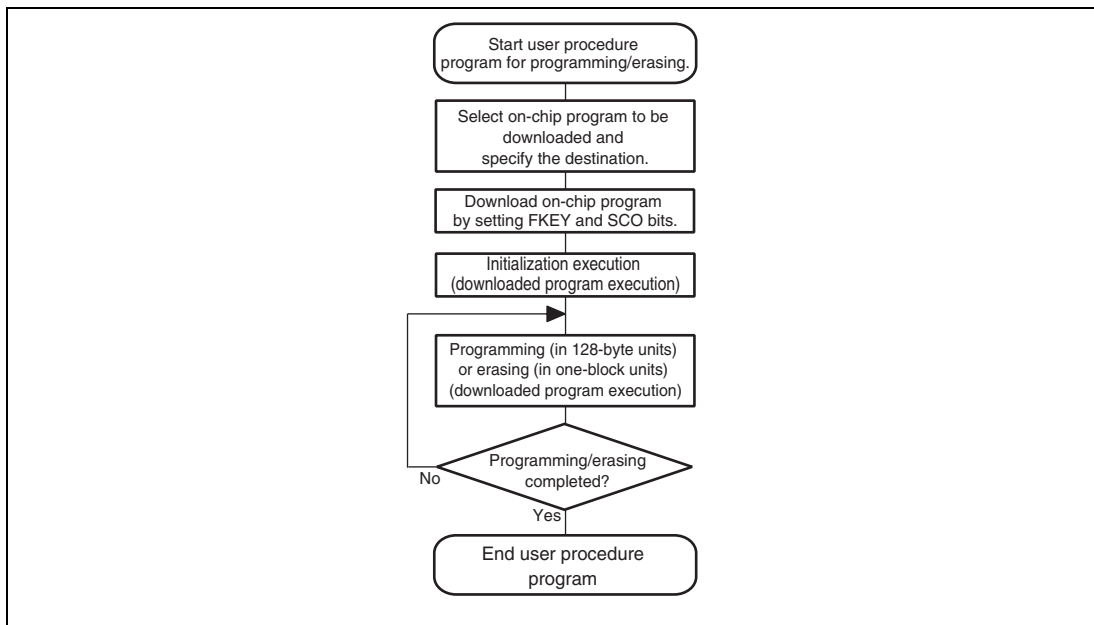 Start user procedure
program for programming/erasing.
Select on-chip program to be
downloaded and
specify the destination.
Download on-chip program
by setting FKEY and SCO bits.
Initialization execution
(downloaded program execution)
Programming (in 128-byte units)
or erasing (in one-block units)
(downloaded program execution)
Programming/erasing
completed?
No
Yes
End user procedure
program